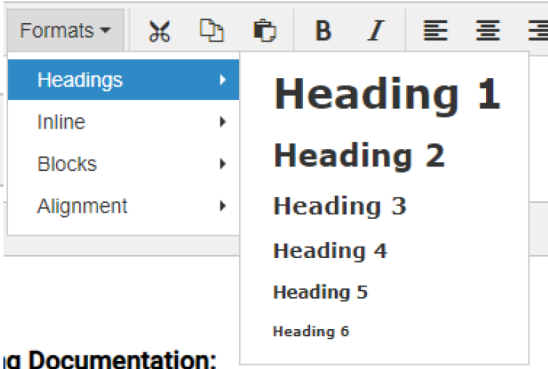 Formats
B I
Headings
Inline
Blocks
Alignment
Heading 1
Heading 2
Heading 3
Heading 4
Heading 5
Heading 6
Documentation: